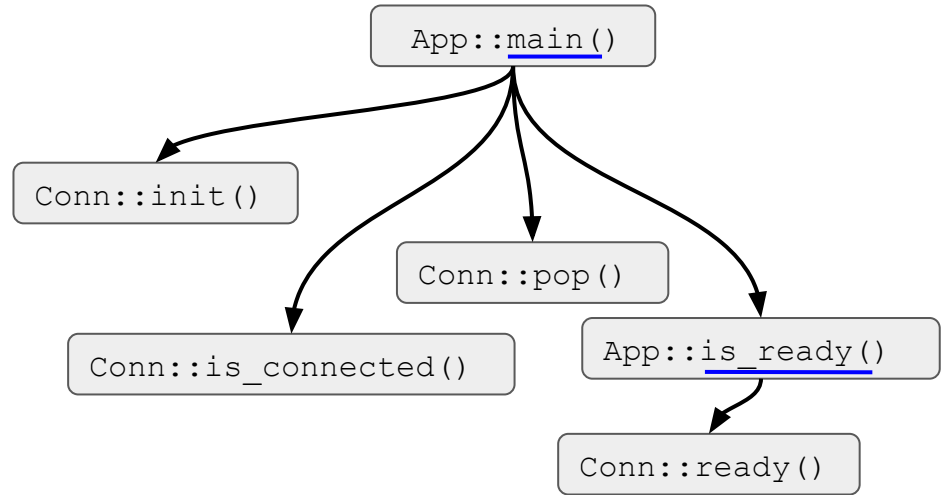 App::main()
Conn::init()
Conn::pop()
Conn::is_connected()
App::is_ready()
Conn::ready()